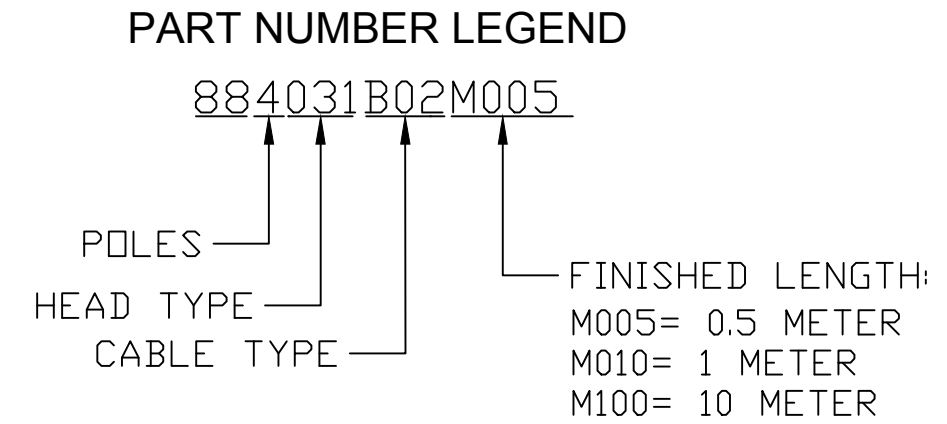 PART NUMBER LEGEND
884031B02M005
POLES
HEAD TYPE
CABLE TYPE
FINISHED LENGTH:
M005= 0.5 METER
M010= 1 METER
M100= 10 METER